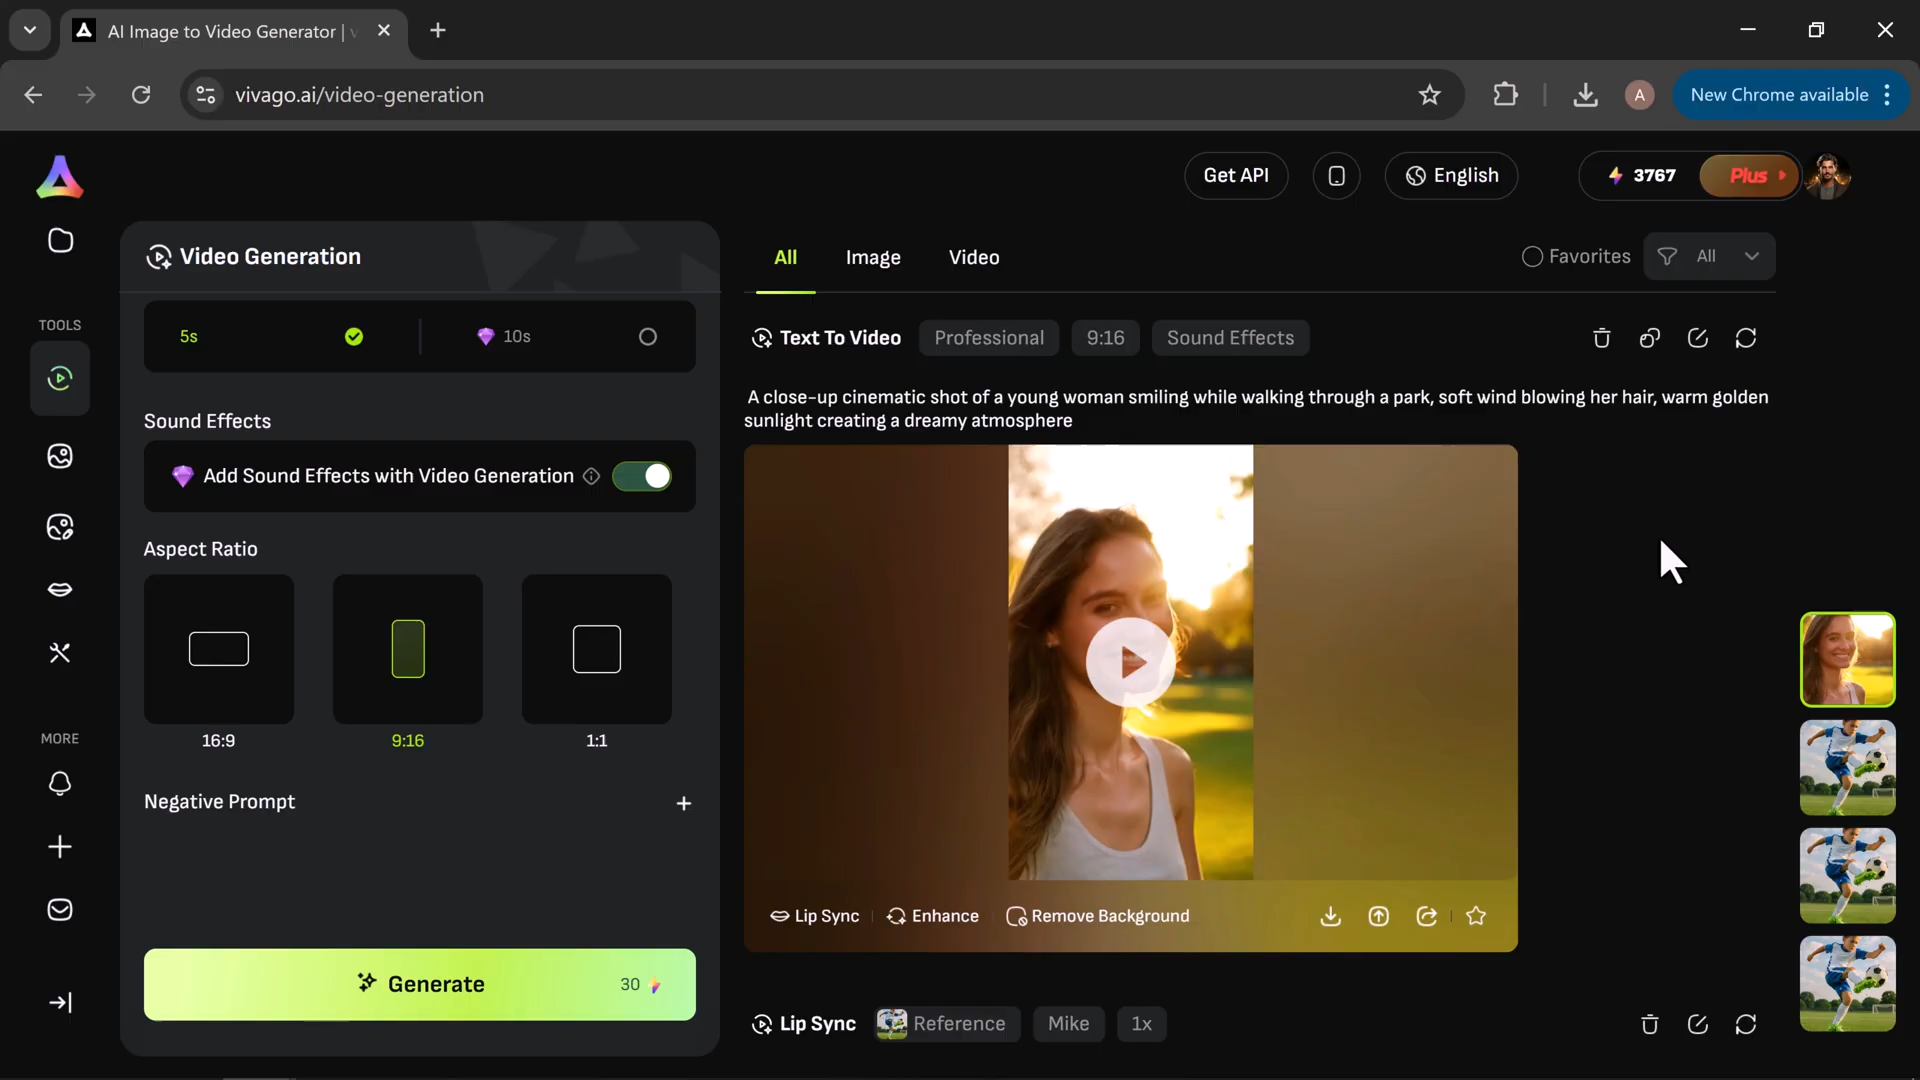 AI Image to Video Generator | v
vivago.ai/video-generation
A
New Chrome available
Get API
English
3767
Plus
Video Generation
All
Image
Video
Favorites
All
TOOLS
5s
10s
Text To Video
Professional
9:16
Sound Effects
A close-up cinematic shot of a young woman smiling while walking through a park, soft wind blowing her hair, warm golden
sunlight creating a dreamy atmosphere
Sound Effects
Add Sound Effects with Video Generation
Aspect Ratio
16:9
9:16
1:1
MORE
Negative Prompt
Lip Sync
Enhance
Remove Background
Generate
30
Lip Sync
Reference
Mike
1x